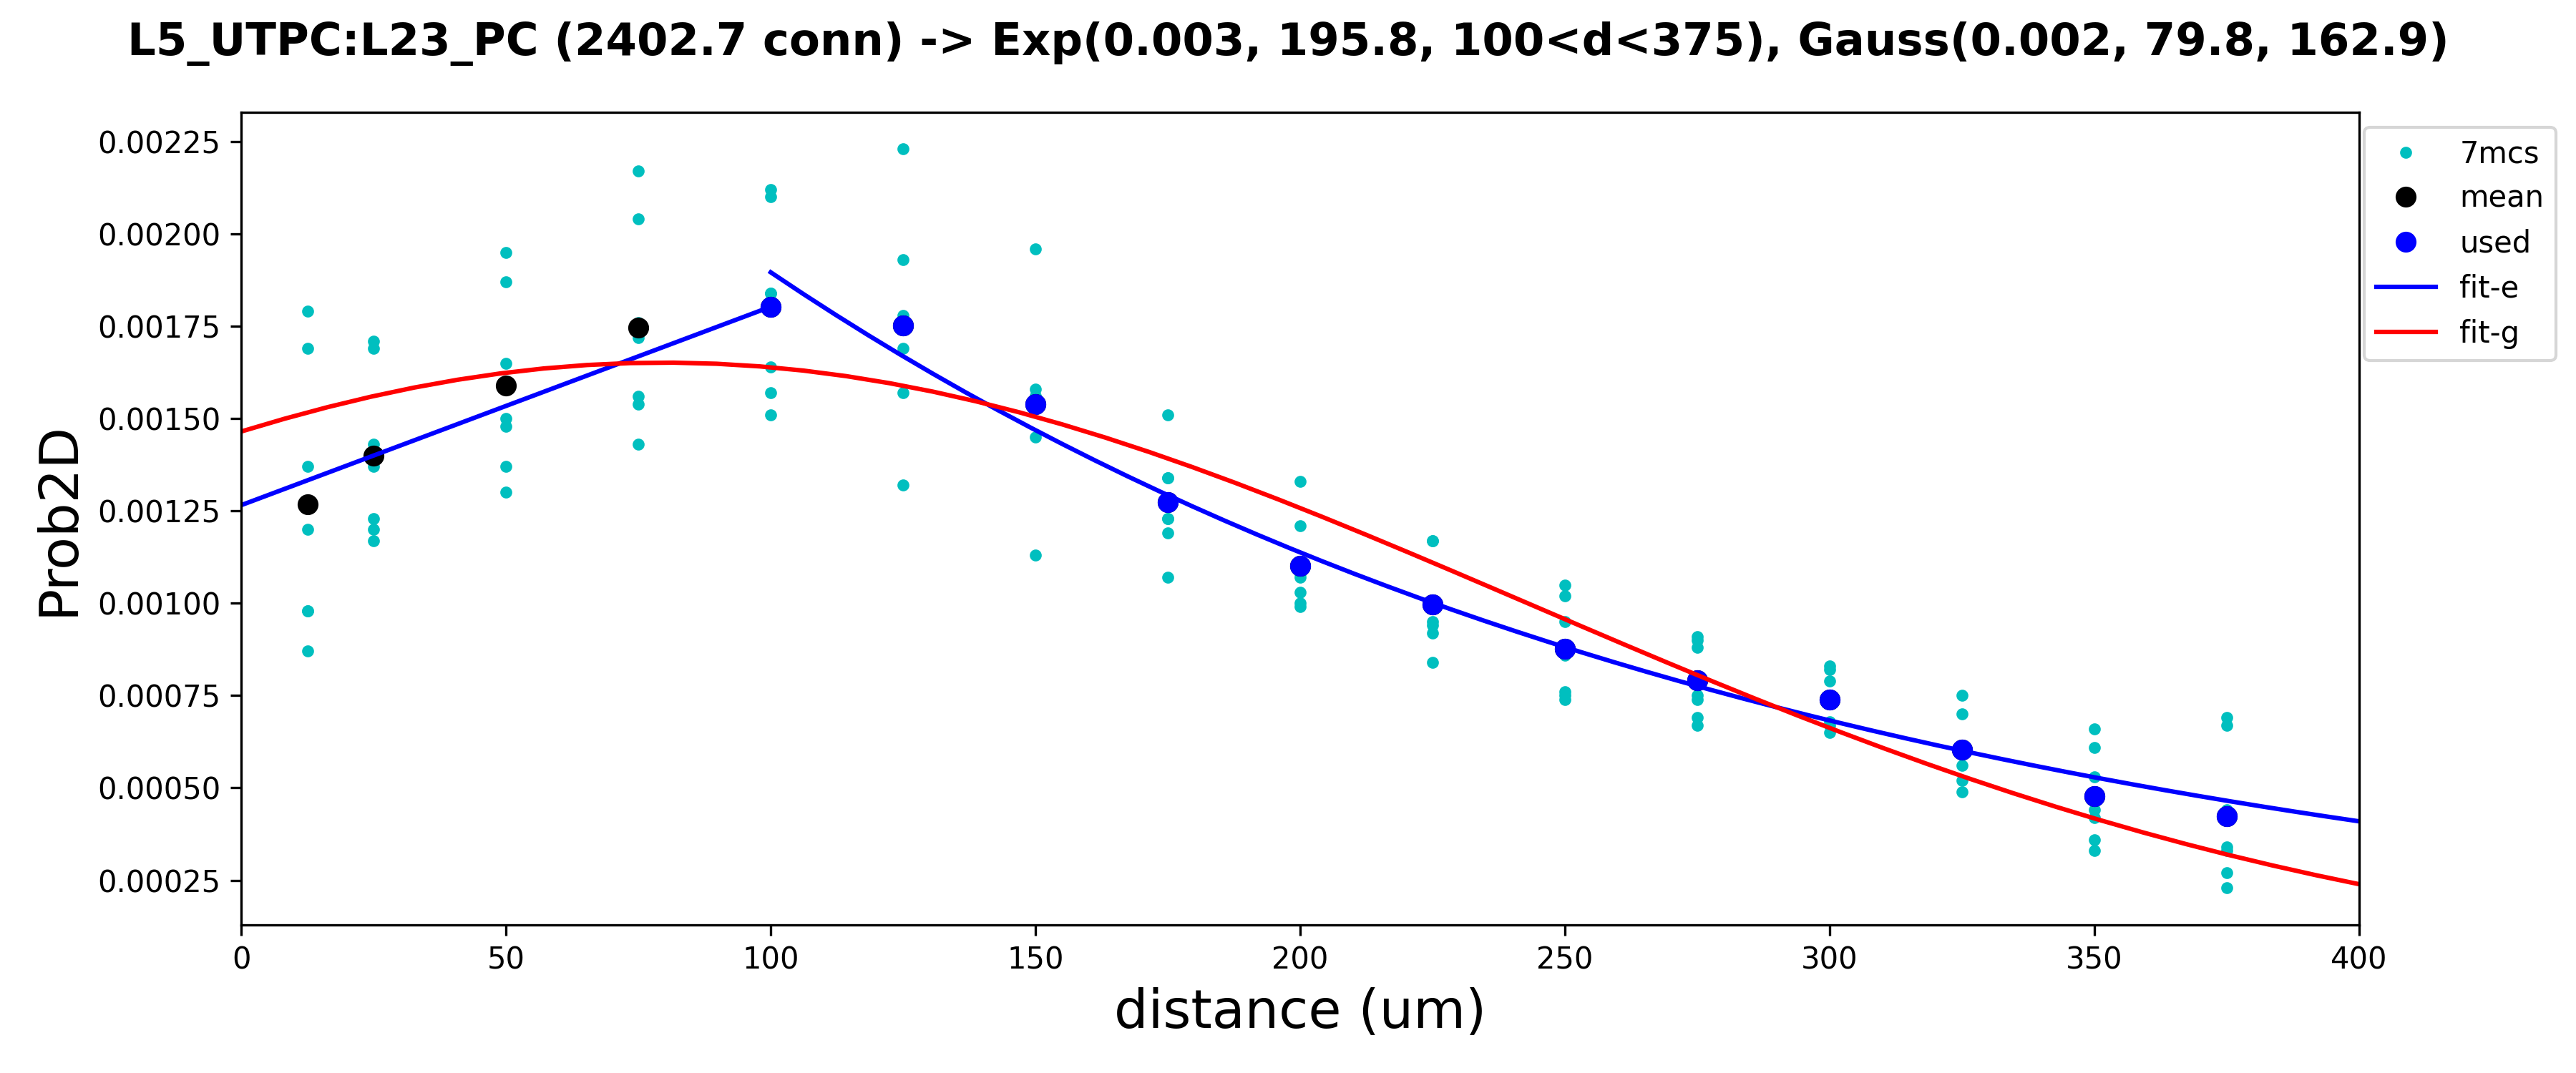 L5_UTPC:L23_PC (2402.7 conn) -> Exp(0.003, 195.8, 100<d<375), Gauss(0.002, 79.8, 162.9)
0.00225
0.00200
0.00175
0.00150
0.00125
0.00100
0.00075
0.00050
0.00025
Prob2D
0 50 100 150 200 250 300 350 400
distance (um)
7mcs
mean
used
fit-e
fit-g